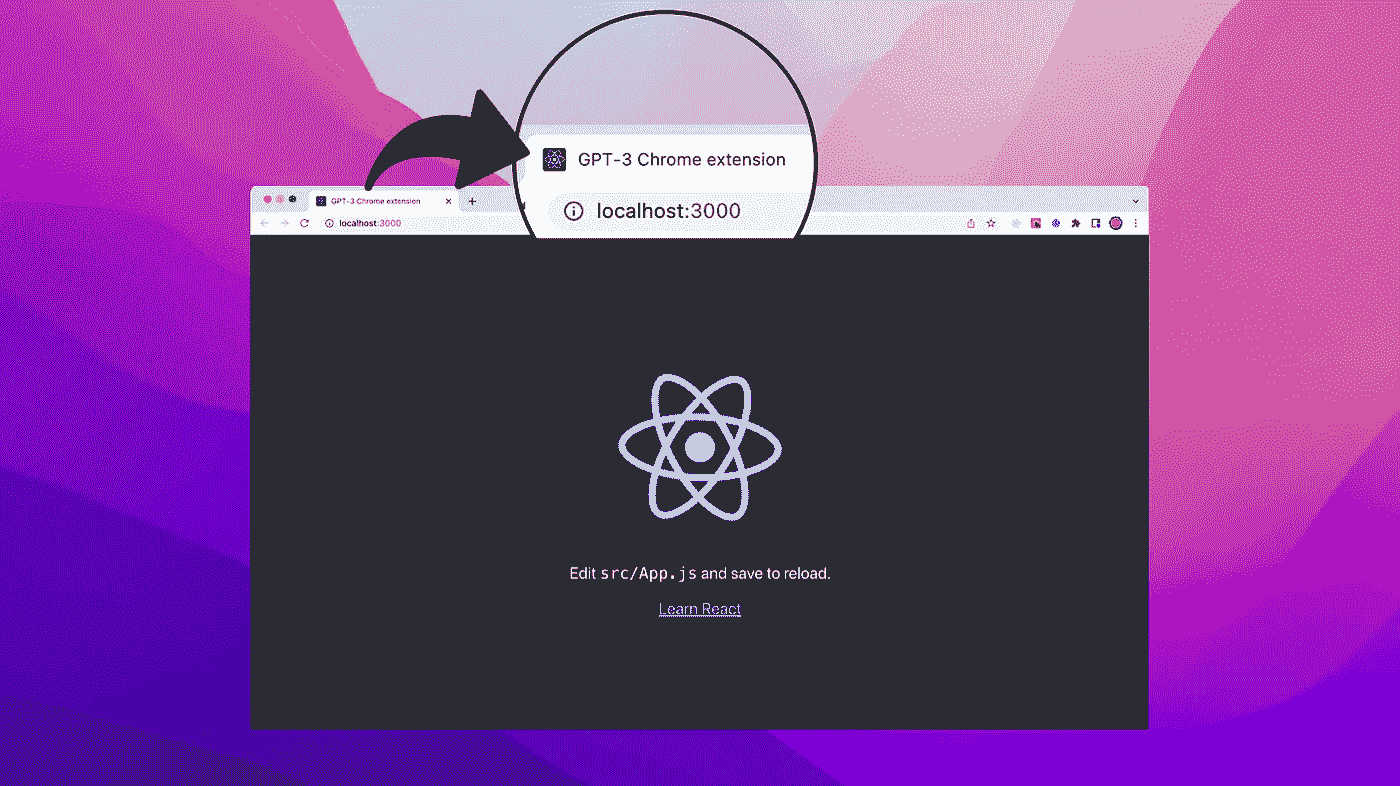 GPT-3 Chrome extension
localhost:3000
GPT-3 Chrome extension
localhost:3000
Edit src/App.js and save to reload.
Learn React